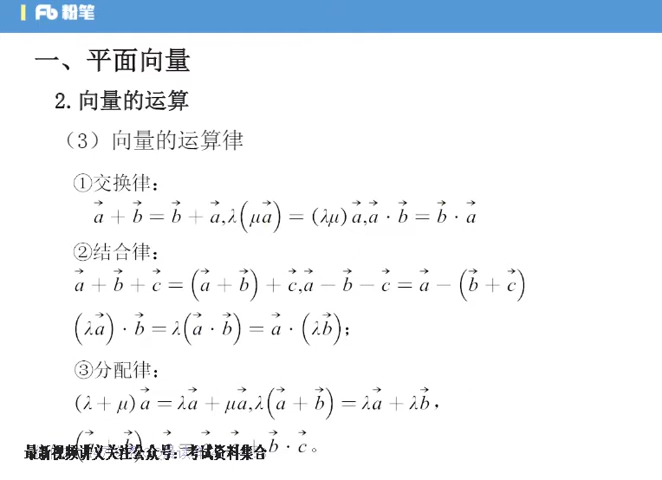 粉笔
一、平面向量
2.向量的运算
（3）向量的运算律
①交换律：
a⃗ + b⃗ = b⃗ + a⃗,λ(μa⃗) = (λμ)a⃗,a⃗ · b⃗ = b⃗ · a⃗
②结合律：
a⃗ + b⃗ + c⃗ = (a⃗ + b⃗) + c⃗,a⃗ − b⃗ − c⃗ = a⃗ − (b⃗ + c⃗)
(λa⃗) · b⃗ = λ(a⃗ · b⃗) = a⃗ · (λb⃗)；
③分配律：
(λ + μ)a⃗ = λa⃗ + μa⃗,λ(a⃗ + b⃗) = λa⃗ + λb⃗，
b⃗ · c⃗。
最新视频讲义关注公众号：考试资料集合